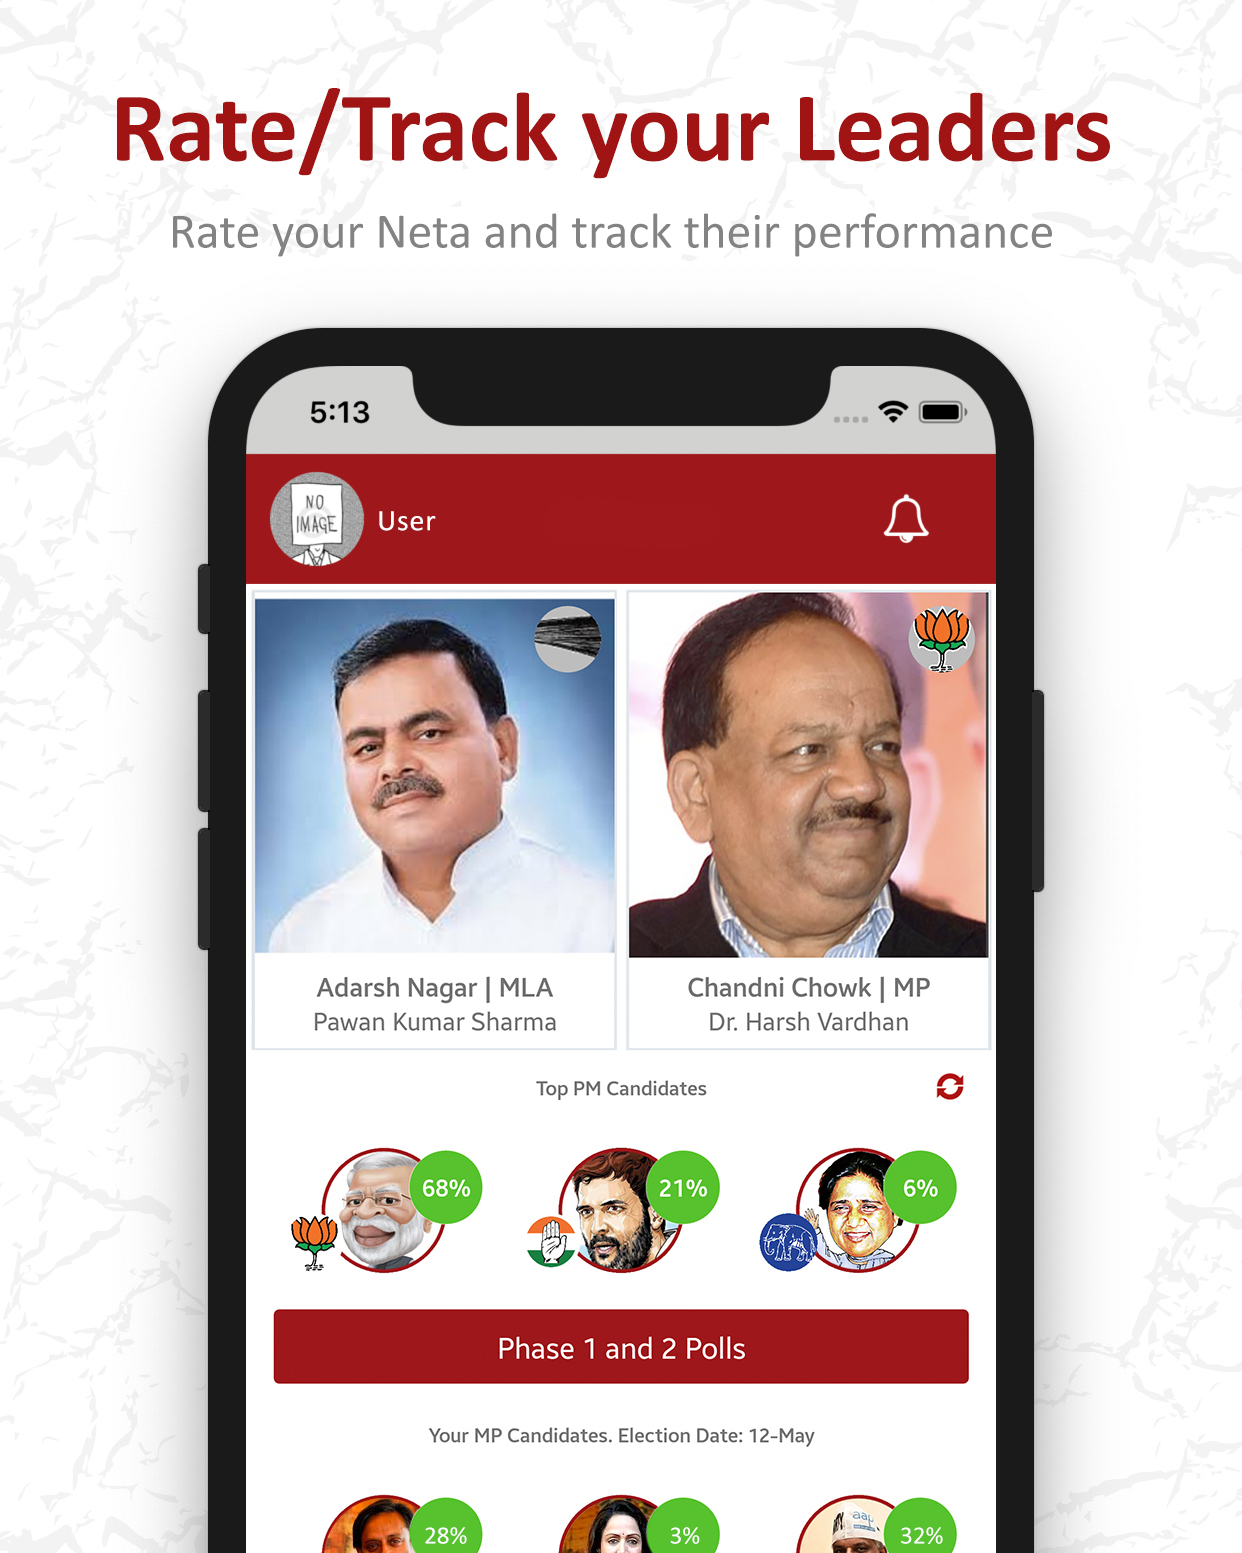 Rate/Track your Leaders
Rate your Neta and track their performance
5:13
NO
IMAGE
User
Adarsh Nagar | MLA
Pawan Kumar Sharma
Chandni Chowk | MP
Dr. Harsh Vardhan
Top PM Candidates
68%
21%
6%
Phase 1 and 2 Polls
Your MP Candidates. Election Date: 12-May
28%
3%
aap
32%